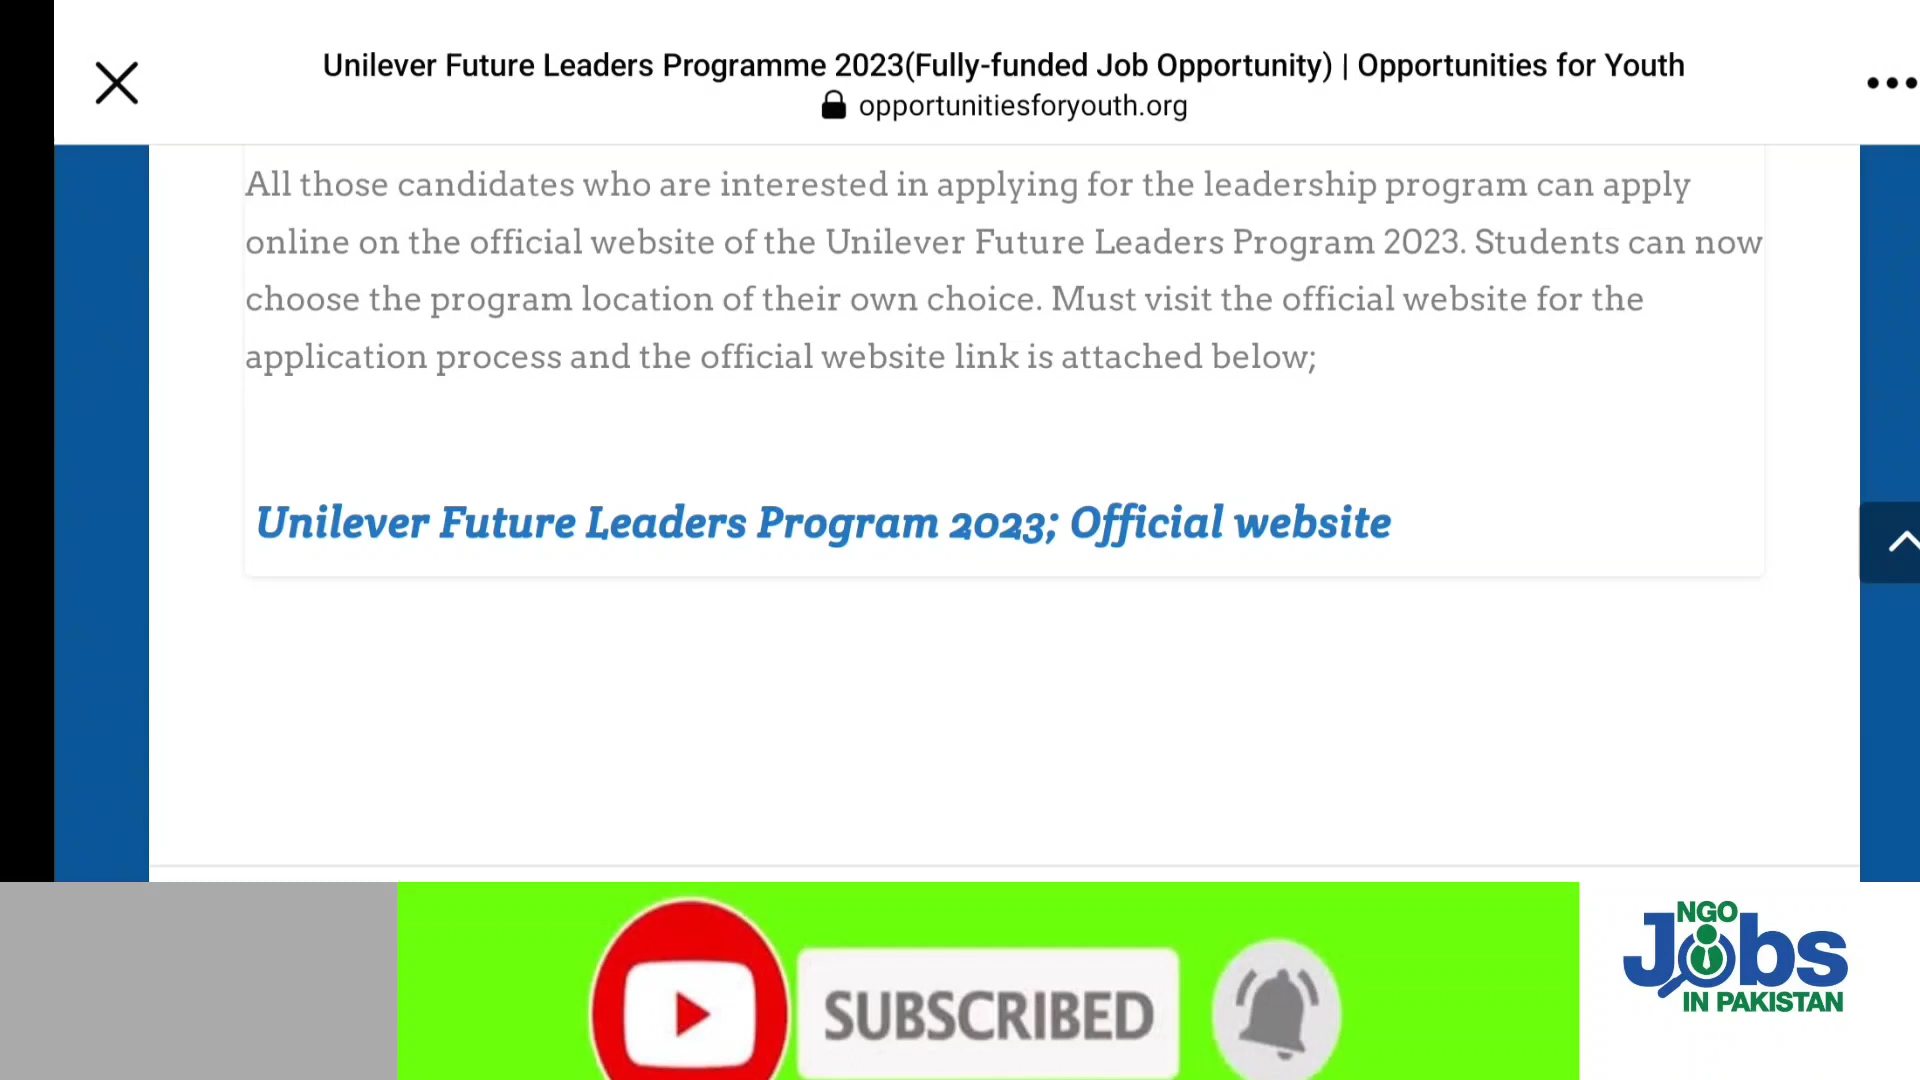 Unilever Future Leaders Programme 2023(Fully-funded Job Opportunity) | Opportunities for Youth
opportunitiesforyouth.org
All those candidates who are interested in applying for the leadership program can apply
online on the official website of the Unilever Future Leaders Program 2023. Students can now
choose the program location of their own choice. Must visit the official website for the
application process and the official website link is attached below;
Unilever Future Leaders Program 2023; Official website
SUBSCRIBED
NGO
Jobs
IN PAKISTAN